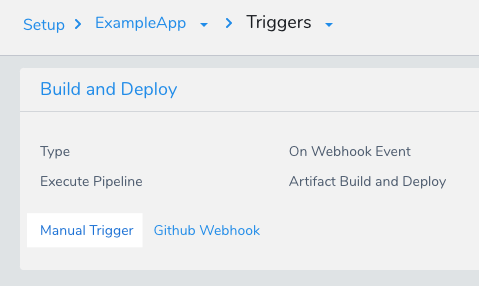 Setup > ExampleApp > Triggers
Build and Deploy
Type On Webhook Event
Execute Pipeline Artifact Build and Deploy
Manual Trigger Github Webhook